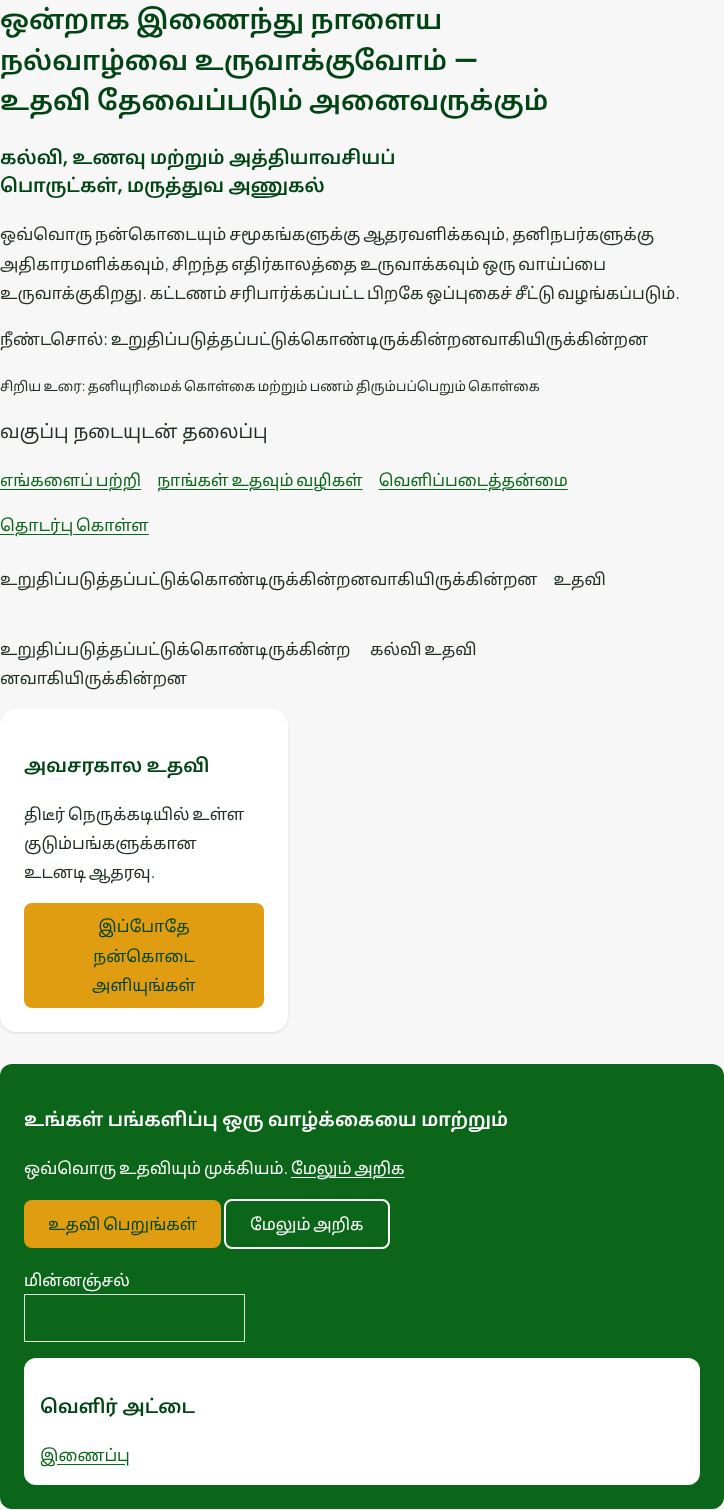 ஒன்றாக இணைந்து நாளைய
நல்வாழ்வை உருவாக்குவோம் —
உதவி தேவைப்படும் அனைவருக்கும்
கல்வி, உணவு மற்றும் அத்தியாவசியப்
பொருட்கள், மருத்துவ அணுகல்
ஒவ்வொரு நன்கொடையும் சமூகங்களுக்கு ஆதரவளிக்கவும், தனிநபர்களுக்கு
அதிகாரமளிக்கவும், சிறந்த எதிர்காலத்தை உருவாக்கவும் ஒரு வாய்ப்பை
உருவாக்குகிறது. கட்டணம் சரிபார்க்கப்பட்ட பிறகே ஒப்புகைச் சீட்டு வழங்கப்படும்.
நீண்டசொல்: உறுதிப்படுத்தப்பட்டுக்கொண்டிருக்கின்றனவாகியிருக்கின்றன
சிறிய உரை: தனியுரிமைக் கொள்கை மற்றும் பணம் திரும்பப்பெறும் கொள்கை
வகுப்பு நடையுடன் தலைப்பு
எங்களைப் பற்றி நாங்கள் உதவும் வழிகள் வெளிப்படைத்தன்மை
தொடர்பு கொள்ள
உறுதிப்படுத்தப்பட்டுக்கொண்டிருக்கின்றனவாகியிருக்கின்றன உதவி
உறுதிப்படுத்தப்பட்டுக்கொண்டிருக்கின்ற கல்வி உதவி
னவாகியிருக்கின்றன
அவசரகால உதவி
திடீர் நெருக்கடியில் உள்ள
குடும்பங்களுக்கான
உடனடி ஆதரவு.
இப்போதே
நன்கொடை
அளியுங்கள்
உங்கள் பங்களிப்பு ஒரு வாழ்க்கையை மாற்றும்
ஒவ்வொரு உதவியும் முக்கியம். மேலும் அறிக
உதவி பெறுங்கள் மேலும் அறிக
மின்னஞ்சல்
வெளிர் அட்டை
இணைப்பு